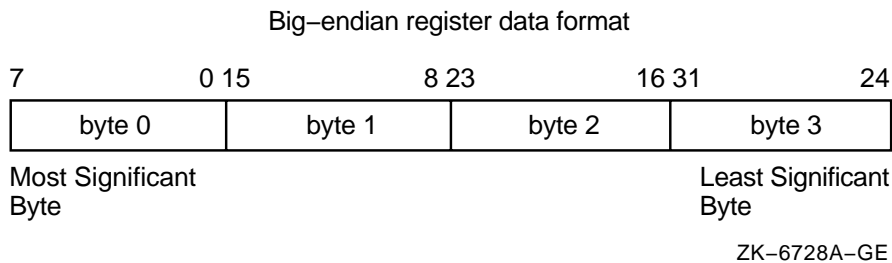 Big−endian register data format
7 0 15 8 23 16 31 24
byte 0 byte 1 byte 2 byte 3
Most Significant Least Significant
Byte Byte
ZK−6728A−GE